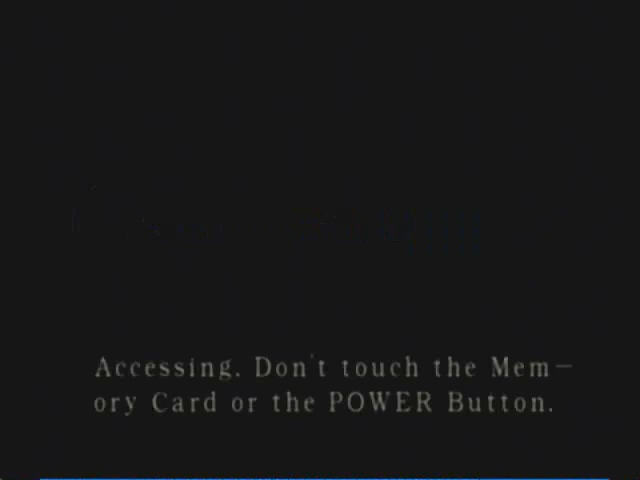 Accessing. Don't touch the Mem—
ory Card or the POWER Button.